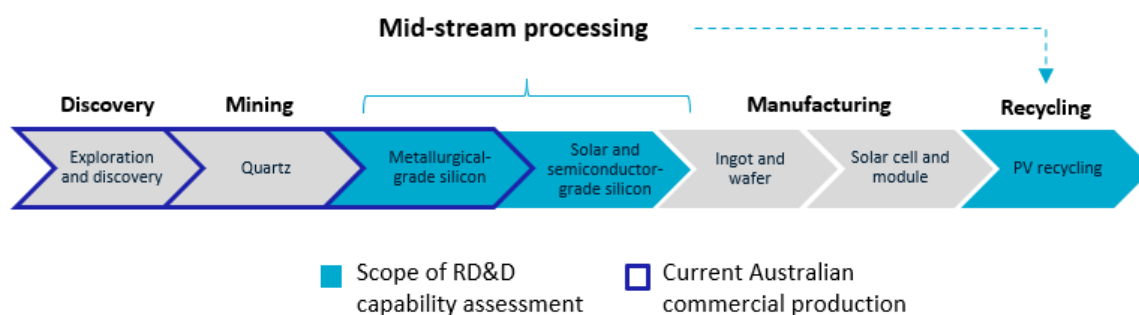 Mid-stream processing
Discovery
Mining
Manufacturing
Recycling
Exploration
and discovery
Quartz
Metallurgical-
grade silicon
Solar and
semiconductor-
grade silicon
Ingot and
wafer
Solar cell and
module
PV recycling
Scope of RD&D
capability assessment
Current Australian
commercial production